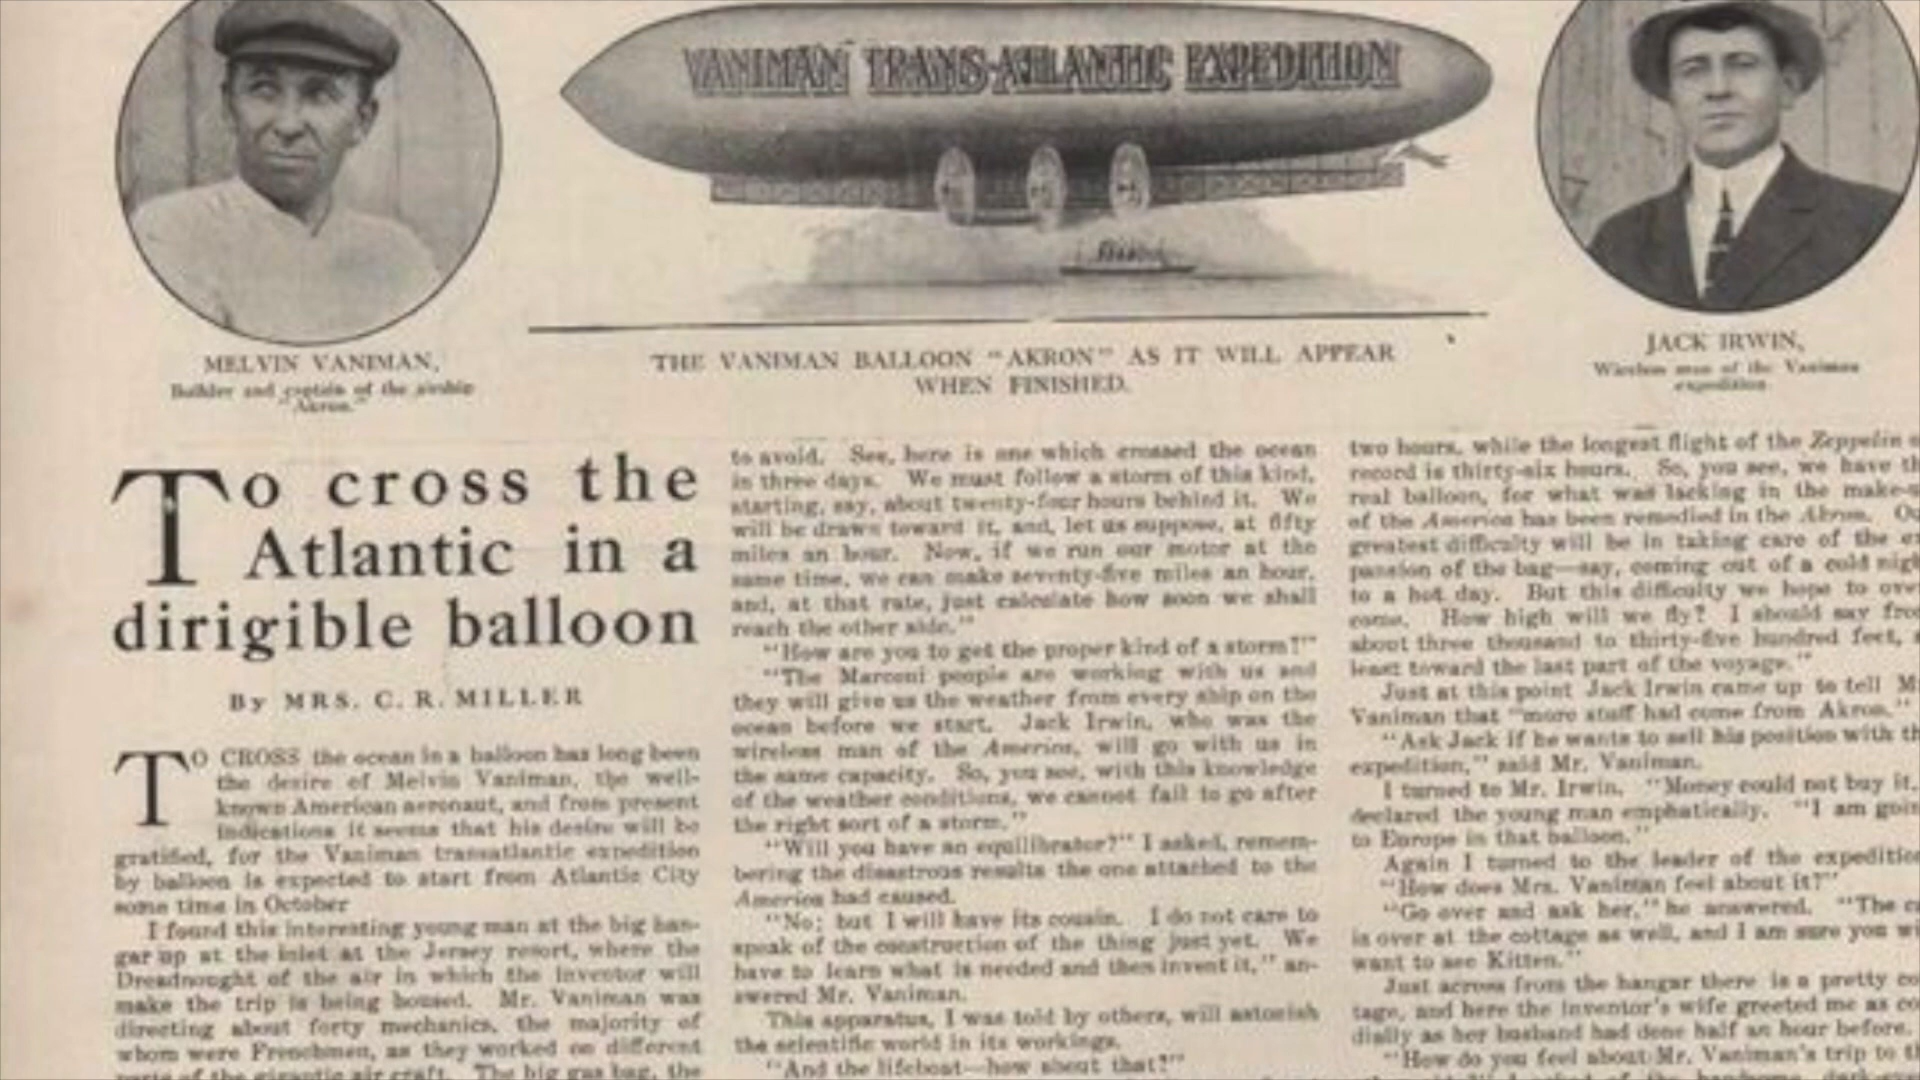 VANIMAN TRANS-ATLANTIC EXPEDITION
MELVIN VANIMAN,
Builder and captain of the airship
"Akron."
THE VANIMAN BALLOON "AKRON" AS IT WILL APPEAR
WHEN FINISHED.
JACK IRWIN,
Wireless man of the Vaniman
expedition
To cross the
Atlantic in a
dirigible balloon
By MRS. C. R. MILLER
TO CROSS the ocean in a balloon has long been
the desire of Melvin Vaniman, the well-
known American aeronaut, and from present
indications it seems that his desire will be
gratified, for the Vaniman transatlantic expedition
by balloon is expected to start from Atlantic City
some time in October
I found this interesting young man at the big han-
gar up at the inlet at the Jersey resort, where the
Dreadnought of the air in which the inventor will
make the trip is being housed. Mr. Vaniman was
directing about forty mechanics, the majority of
whom were Frenchmen, as they worked on different
parts of the gigantic air craft. The big gas bag, the
to avoid. See, here is one which crossed the ocean
in three days. We must follow a storm of this kind,
starting, say, about twenty-four hours behind it. We
will be drawn toward it, and, let us suppose, at fifty
miles an hour. Now, if we run our motor at the
same time, we can make seventy-five miles an hour,
and, at that rate, just calculate how soon we shall
reach the other side."
"How are you to get the proper kind of a storm?"
"The Marconi people are working with us and
they will give us the weather from every ship on the
ocean before we start. Jack Irwin, who was the
wireless man of the America, will go with us in
the same capacity. So, you see, with this knowledge
of the weather conditions, we cannot fail to go after
the right sort of a storm."
"Will you have an equilibrator?" I asked, remem-
bering the disastrous results the one attached to the
America had caused.
"No; but I will have its cousin. I do not care to
speak of the construction of the thing just yet. We
have to learn what is needed and then invent it," an-
swered Mr. Vaniman.
This apparatus, I was told by others, will astonish
the scientific world in its workings.
"And the lifeboat—how about that?"
two hours, while the longest flight of the Zeppelin
record is thirty-six hours. So, you see, we have
real balloon, for what was lacking in the make-
of the America has been remedied in the Akron.
greatest difficulty will be in taking care of the ex
pansion of the bag—say, coming out of a cold nigh
to a hot day. But this difficulty we hope to over
come. How high will we fly? I should say fro
about three thousand to thirty-five hundred feet,
least toward the last part of the voyage."
Just at this point Jack Irwin came up to tell M
Vaniman that "more stuff had come from Akron."
"Ask Jack if he wants to sell his position with th
expedition," said Mr. Vaniman.
I turned to Mr. Irwin. "Money could not buy it,
declared the young man emphatically. "I am goin
to Europe in that balloon."
Again I turned to the leader of the expedition
"How does Mrs. Vaniman feel about it?"
"Go over and ask her," he answered. "The c
is over at the cottage as well, and I am sure you wi
want to see Kitten."
Just across from the hangar there is a pretty co
tage, and here the inventor's wife greeted me as co
dially as her husband had done half an hour before.
"How do you feel about Mr. Vaniman's trip to th